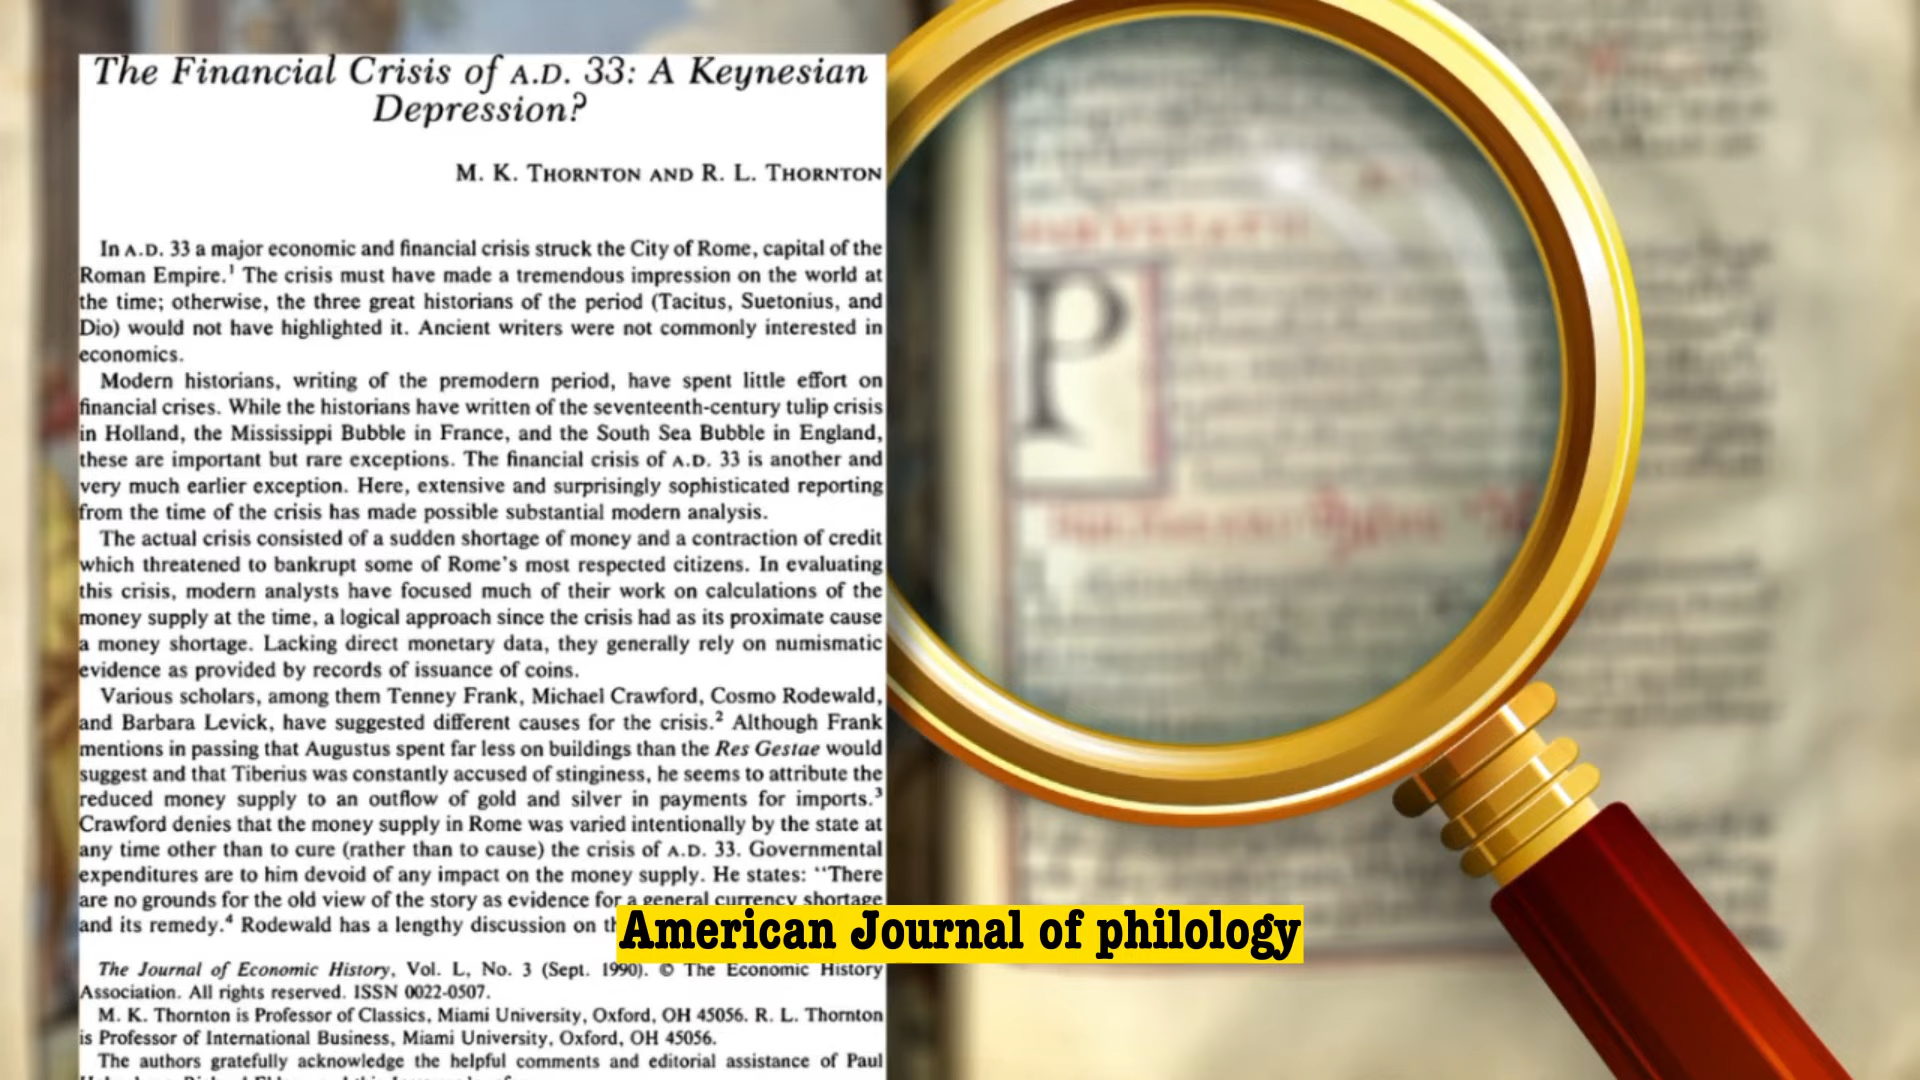 The Financial Crisis of A.D. 33: A Keynesian
Depression?
M. K. THORNTON AND R. L. THORNTON
In A.D. 33 a major economic and financial crisis struck the City of Rome, capital of the
Roman Empire.¹ The crisis must have made a tremendous impression on the world at
the time; otherwise, the three great historians of the period (Tacitus, Suetonius, and
Dio) would not have highlighted it. Ancient writers were not commonly interested in
economics.
Modern historians, writing of the premodern period, have spent little effort on
financial crises. While the historians have written of the seventeenth-century tulip crisis
in Holland, the Mississippi Bubble in France, and the South Sea Bubble in England,
these are important but rare exceptions. The financial crisis of A.D. 33 is another and
very much earlier exception. Here, extensive and surprisingly sophisticated reporting
from the time of the crisis has made possible substantial modern analysis.
The actual crisis consisted of a sudden shortage of money and a contraction of credit
which threatened to bankrupt some of Rome's most respected citizens. In evaluating
this crisis, modern analysts have focused much of their work on calculations of the
money supply at the time, a logical approach since the crisis had as its proximate cause
a money shortage. Lacking direct monetary data, they generally rely on numismatic
evidence as provided by records of issuance of coins.
Various scholars, among them Tenney Frank, Michael Crawford, Cosmo Rodewald,
and Barbara Levick, have suggested different causes for the crisis.² Although Frank
mentions in passing that Augustus spent far less on buildings than the Res Gestae would
suggest and that Tiberius was constantly accused of stinginess, he seems to attribute the
reduced money supply to an outflow of gold and silver in payments for imports.³
Crawford denies that the money supply in Rome was varied intentionally by the state at
any time other than to cure (rather than to cause) the crisis of A.D. 33. Governmental
expenditures are to him devoid of any impact on the money supply. He states: "There
are no grounds for the old view of the story as evidence for a general currency shortage
and its remedy.⁴ Rodewald has a lengthy discussion on
American Journal of philology
The Journal of Economic History, Vol. L, No. 3 (Sept. 1990). © The Economic History
Association. All rights reserved. ISSN 0022-0507.
M. K. Thornton is Professor of Classics, Miami University, Oxford, OH 45056. R. L. Thornton
is Professor of International Business, Miami University, Oxford, OH 45056.
The authors gratefully acknowledge the helpful comments and editorial assistance of Paul
P